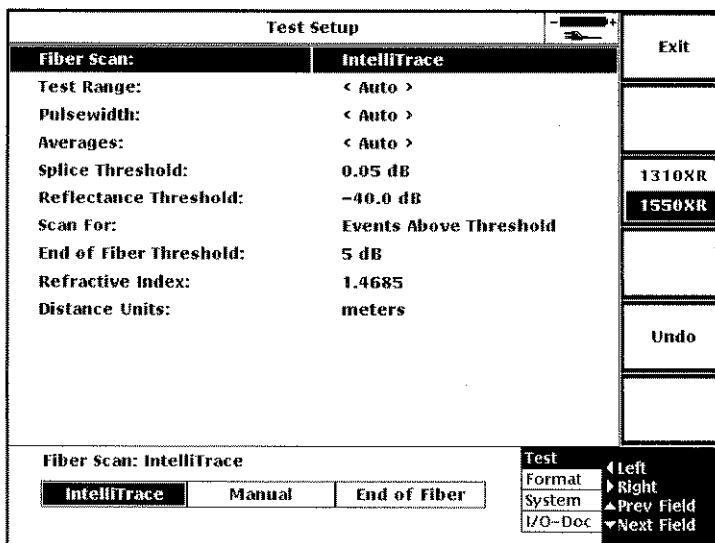 Test Setup
- +
Exit
Fiber Scan: IntelliTrace
Test Range: < Auto >
Pulsewidth: < Auto >
Averages: < Auto >
Splice Threshold: 0.05 dB
Reflectance Threshold: -40.0 dB
Scan For: Events Above Threshold
End of Fiber Threshold: 5 dB
Refractive Index: 1.4685
Distance Units: meters
1310XR
1550XR
Undo
Fiber Scan: IntelliTrace
IntelliTrace Manual End of Fiber
Test
Format
System
I/O-Doc
Left
Right
Prev Field
Next Field